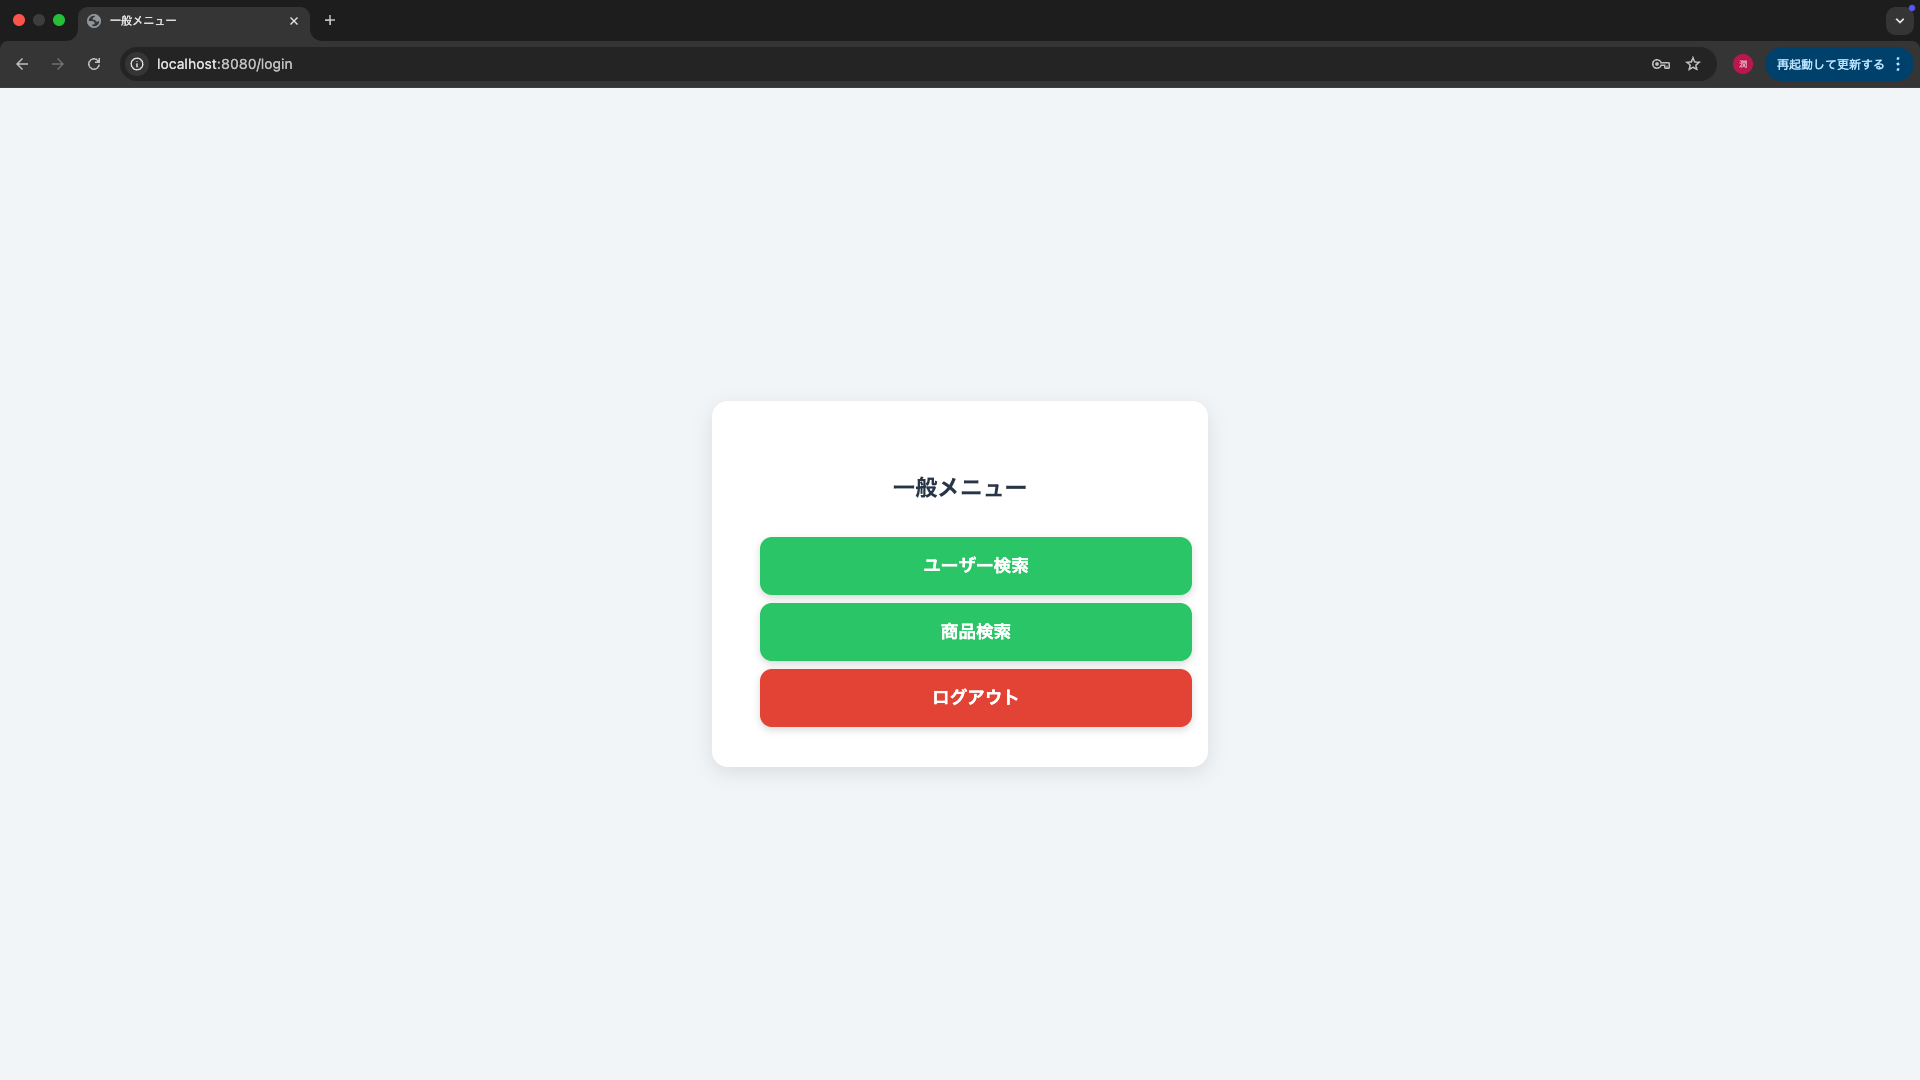 一般メニュー
localhost:8080/login
潤
再起動して更新する
一般メニュー
ユーザー検索
商品検索
ログアウト